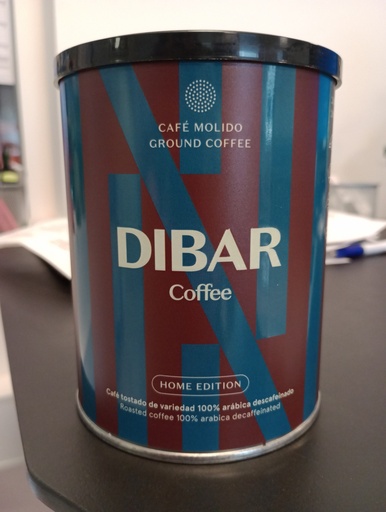 CAFÉ MOLIDO
GROUND COFFEE
DIBAR
Coffee
HOME EDITION
Café tostado de variedad 100% arábica descafeinado
Roasted coffee 100% arabica decaffeinated